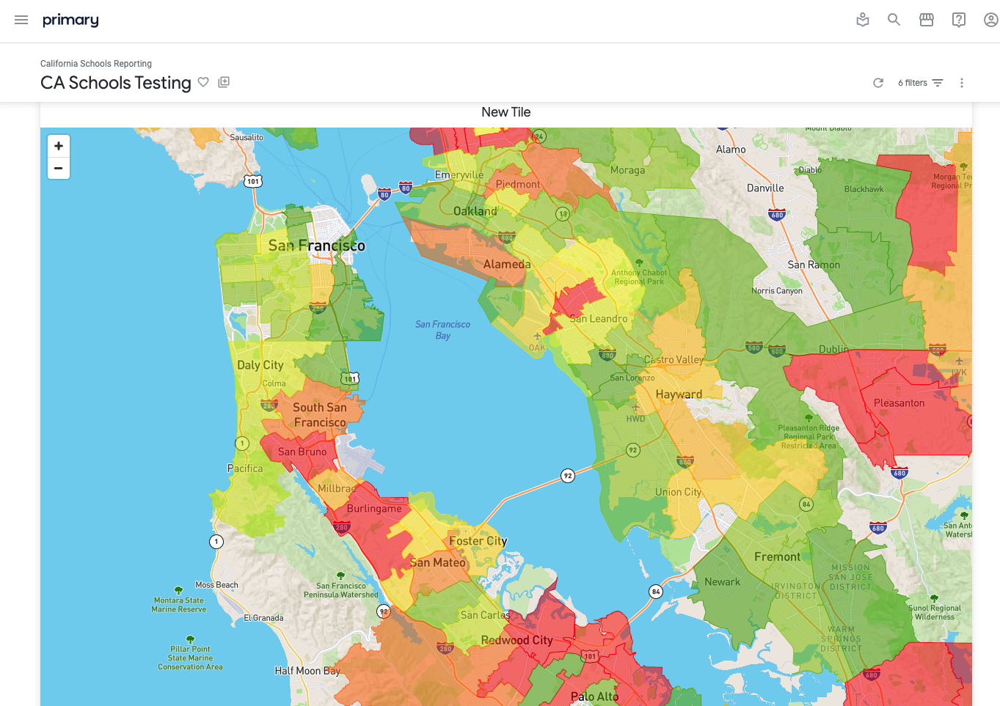 primary
California Schools Reporting
CA Schools Testing
6 filters
New Tile
+
−
Sausalito
24
Mount Diablo
Alamo
101
Emeryville
Moraga
Diablo
Piedmont
Danville
Blackhawk
Morgan Ter
Regional Pr
80
80
Oakland
13
680
San Francisco
880
Alameda
San Ramon
Anthony Chabot
Regional Park
Norris Canyon
280
San Francisco
Bay
San Leandro
OAK
Dublin
580
580
580
Daly City
880
Castro Valley
LVK
Colma
101
San Lorenzo
Hayward
280
South San
Francisco
HWD
Pleasanton
Pleasanton Ridge
Regional Park
Restricted Area
1
San Bruno
92
880
Pacifica
92
680
Millbrae
Union City
Burlingame
84
280
680
San Ant
Watersh
1
Foster City
San Mateo
Fremont
MISSION
SAN JOSE
DISTRICT
Moss Beach
San Francisco
Peninsula Watershed
Newark
IRVINGTON
DISTRICT
84
Montara State
Marine Reserve
92
San Carlos
Sunol Regional
Wilderness
El Granada
WARM
SPRINGS
DISTRICT
Redwood City
280
101
Pillar Point
State Marine
Conservation Area
Half Moon Bay
680
Palo Alto